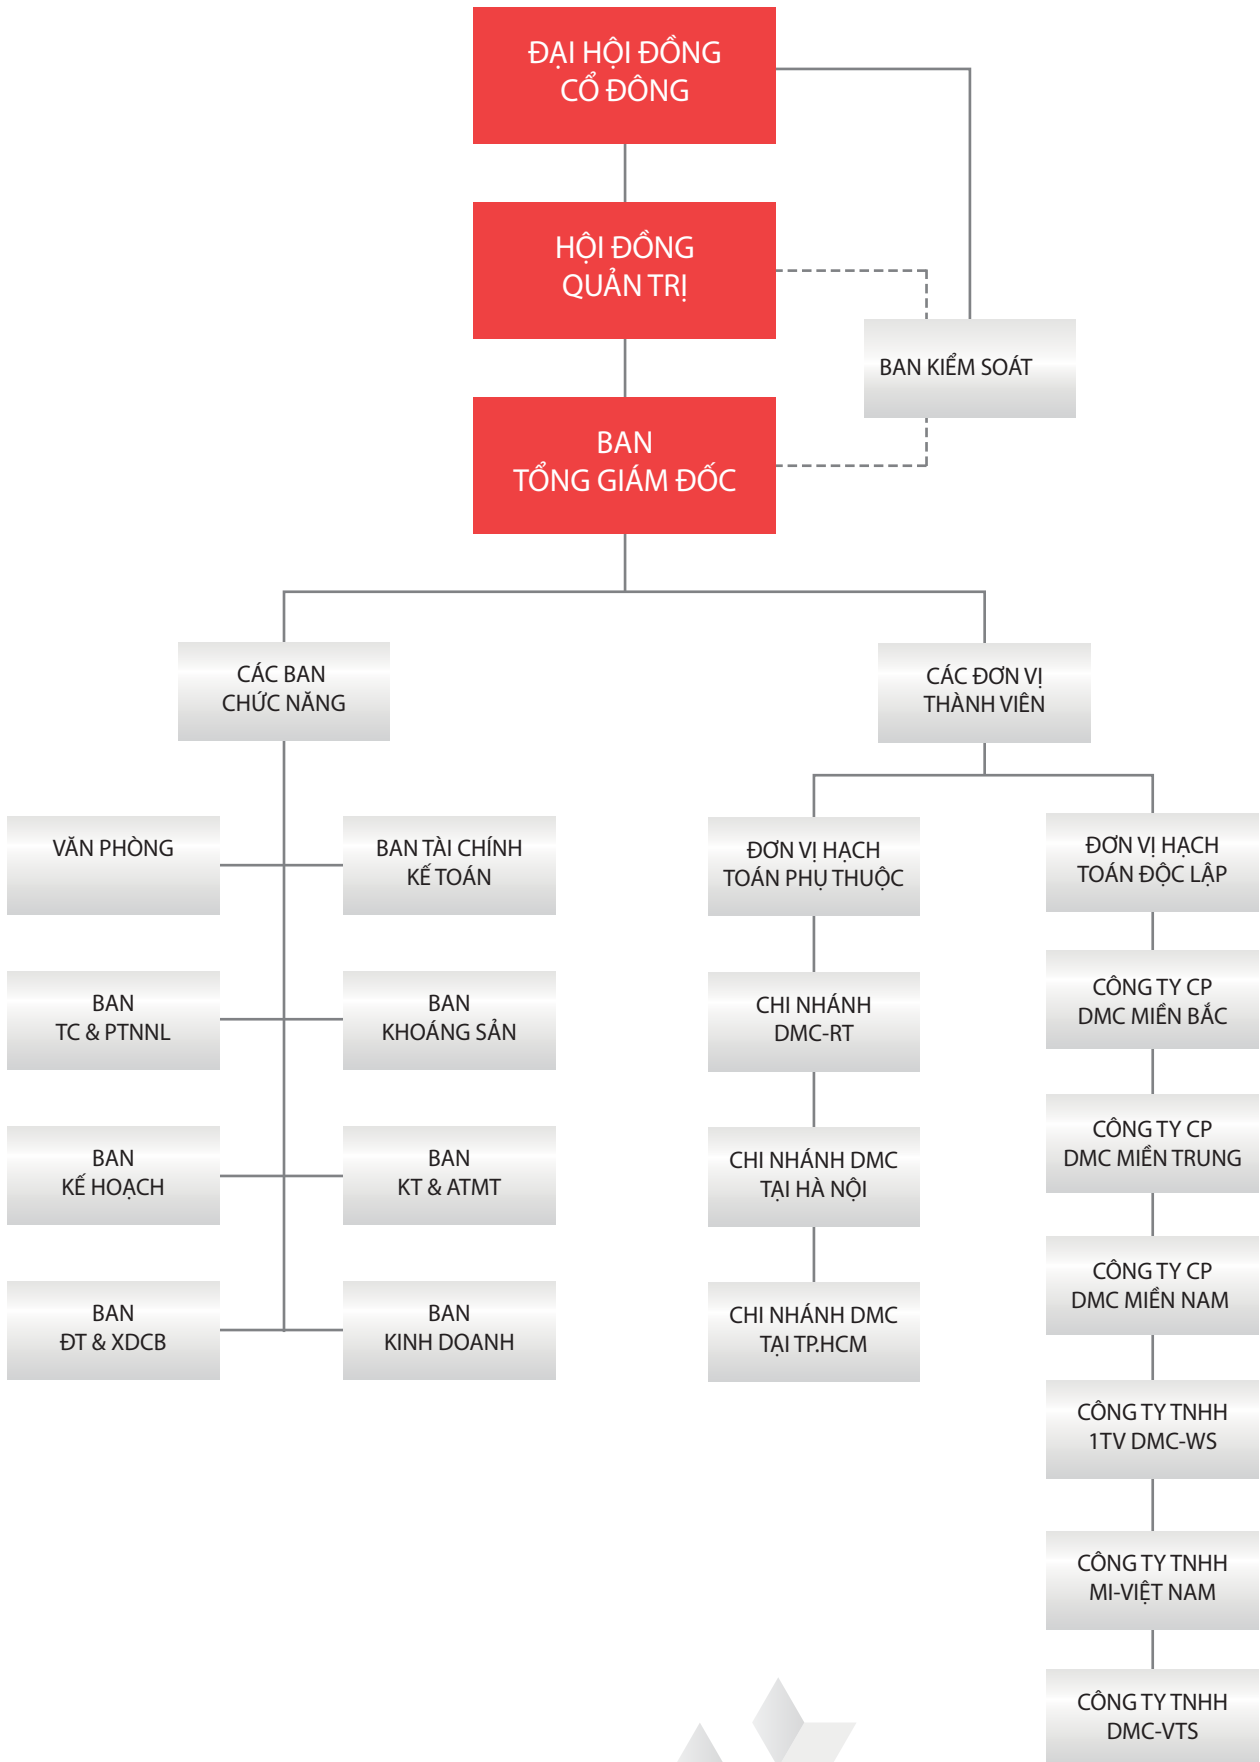 ĐẠI HỘI ĐỒNG
CỔ ĐÔNG
HỘI ĐỒNG
QUẢN TRỊ
BAN KIỂM SOÁT
BAN
TỔNG GIÁM ĐỐC
CÁC BAN
CHỨC NĂNG
CÁC ĐƠN VỊ
THÀNH VIÊN
VĂN PHÒNG
BAN TÀI CHÍNH
KẾ TOÁN
BAN
TC & PTNNL
BAN
KHOÁNG SẢN
BAN
KẾ HOẠCH
BAN
KT & ATMT
BAN
ĐT & XDCB
BAN
KINH DOANH
ĐƠN VỊ HẠCH
TOÁN PHỤ THUỘC
CHI NHÁNH
DMC-RT
CHI NHÁNH DMC
TẠI HÀ NỘI
CHI NHÁNH DMC
TẠI TP.HCM
ĐƠN VỊ HẠCH
TOÁN ĐỘC LẬP
CÔNG TY CP
DMC MIỀN BẮC
CÔNG TY CP
DMC MIỀN TRUNG
CÔNG TY CP
DMC MIỀN NAM
CÔNG TY TNHH
1TV DMC-WS
CÔNG TY TNHH
MI-VIỆT NAM
CÔNG TY TNHH
DMC-VTS